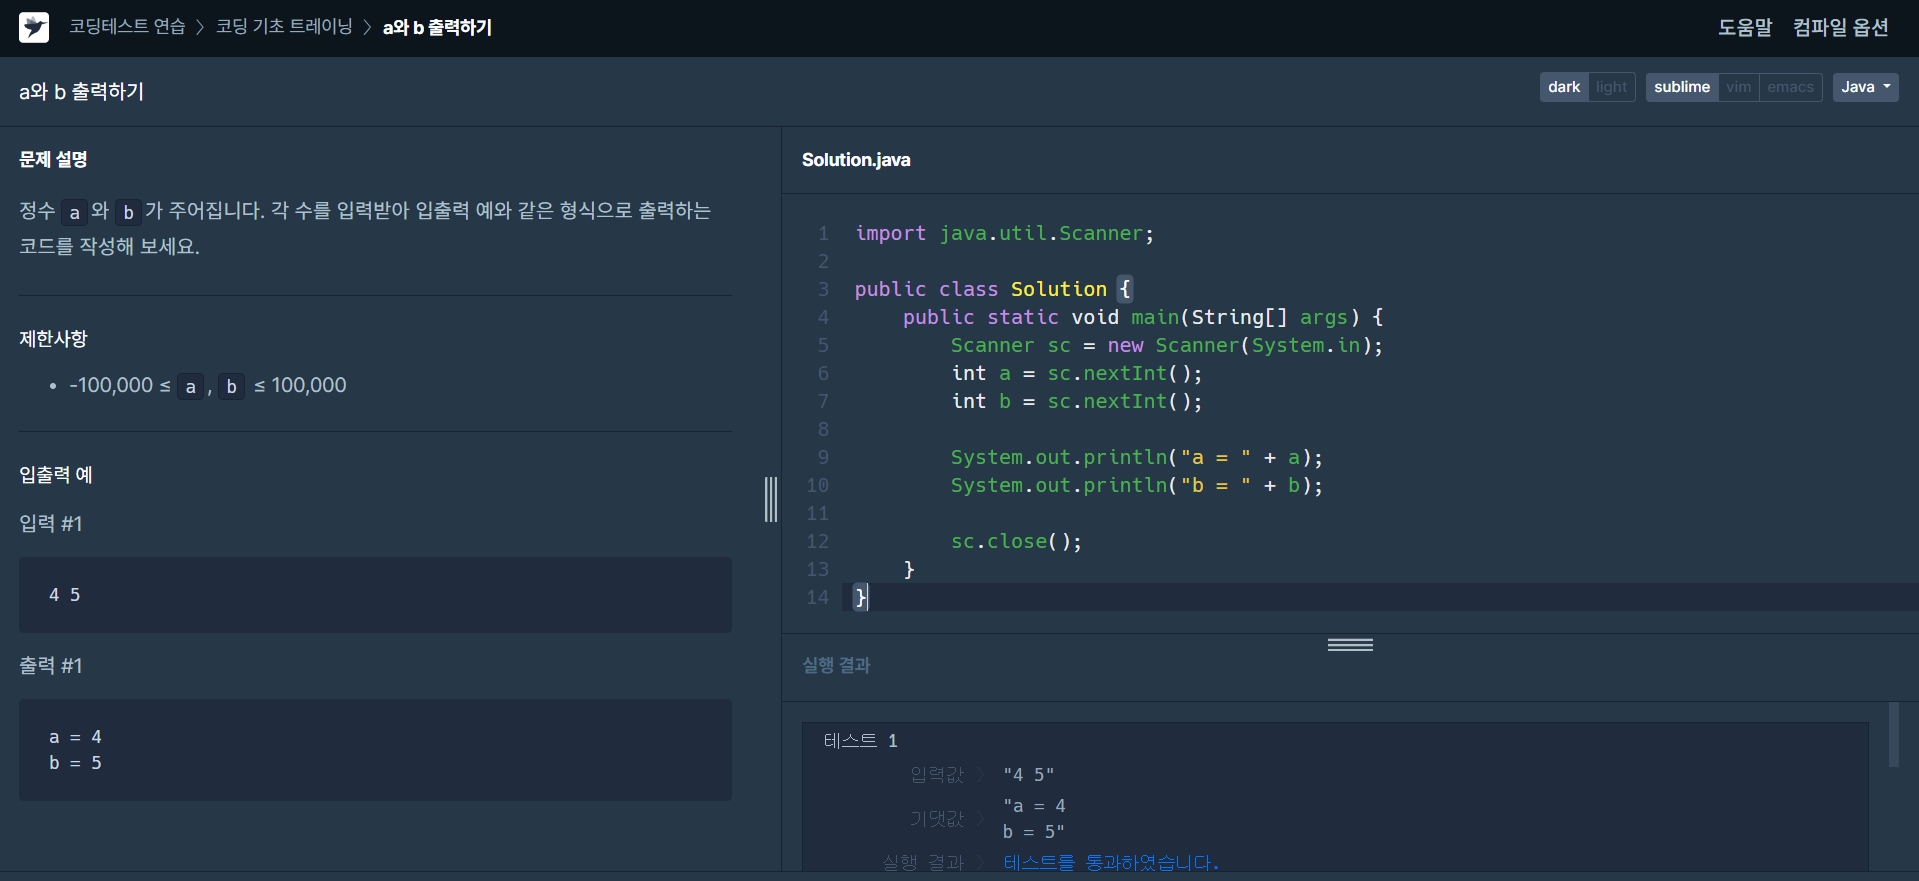 코딩테스트 연습 > 코딩 기초 트레이닝 > a와 b 출력하기
도움말 컴파일 옵션
a와 b 출력하기
dark light sublime vim emacs Java
문제 설명
정수 a 와 b 가 주어집니다. 각 수를 입력받아 입출력 예와 같은 형식으로 출력하는
코드를 작성해 보세요.
제한사항
• -100,000 ≤ a , b ≤ 100,000
입출력 예
입력 #1
4 5
출력 #1
a = 4
b = 5
Solution.java
1 import java.util.Scanner;
2
3 public class Solution {
4     public static void main(String[] args) {
5         Scanner sc = new Scanner(System.in);
6         int a = sc.nextInt();
7         int b = sc.nextInt();
8
9         System.out.println("a = " + a);
10         System.out.println("b = " + b);
11
12         sc.close();
13     }
14 }
실행 결과
테스트 1
입력값 > "4 5"
기댓값 > "a = 4
b = 5"
실행 결과 > 테스트를 통과하였습니다.